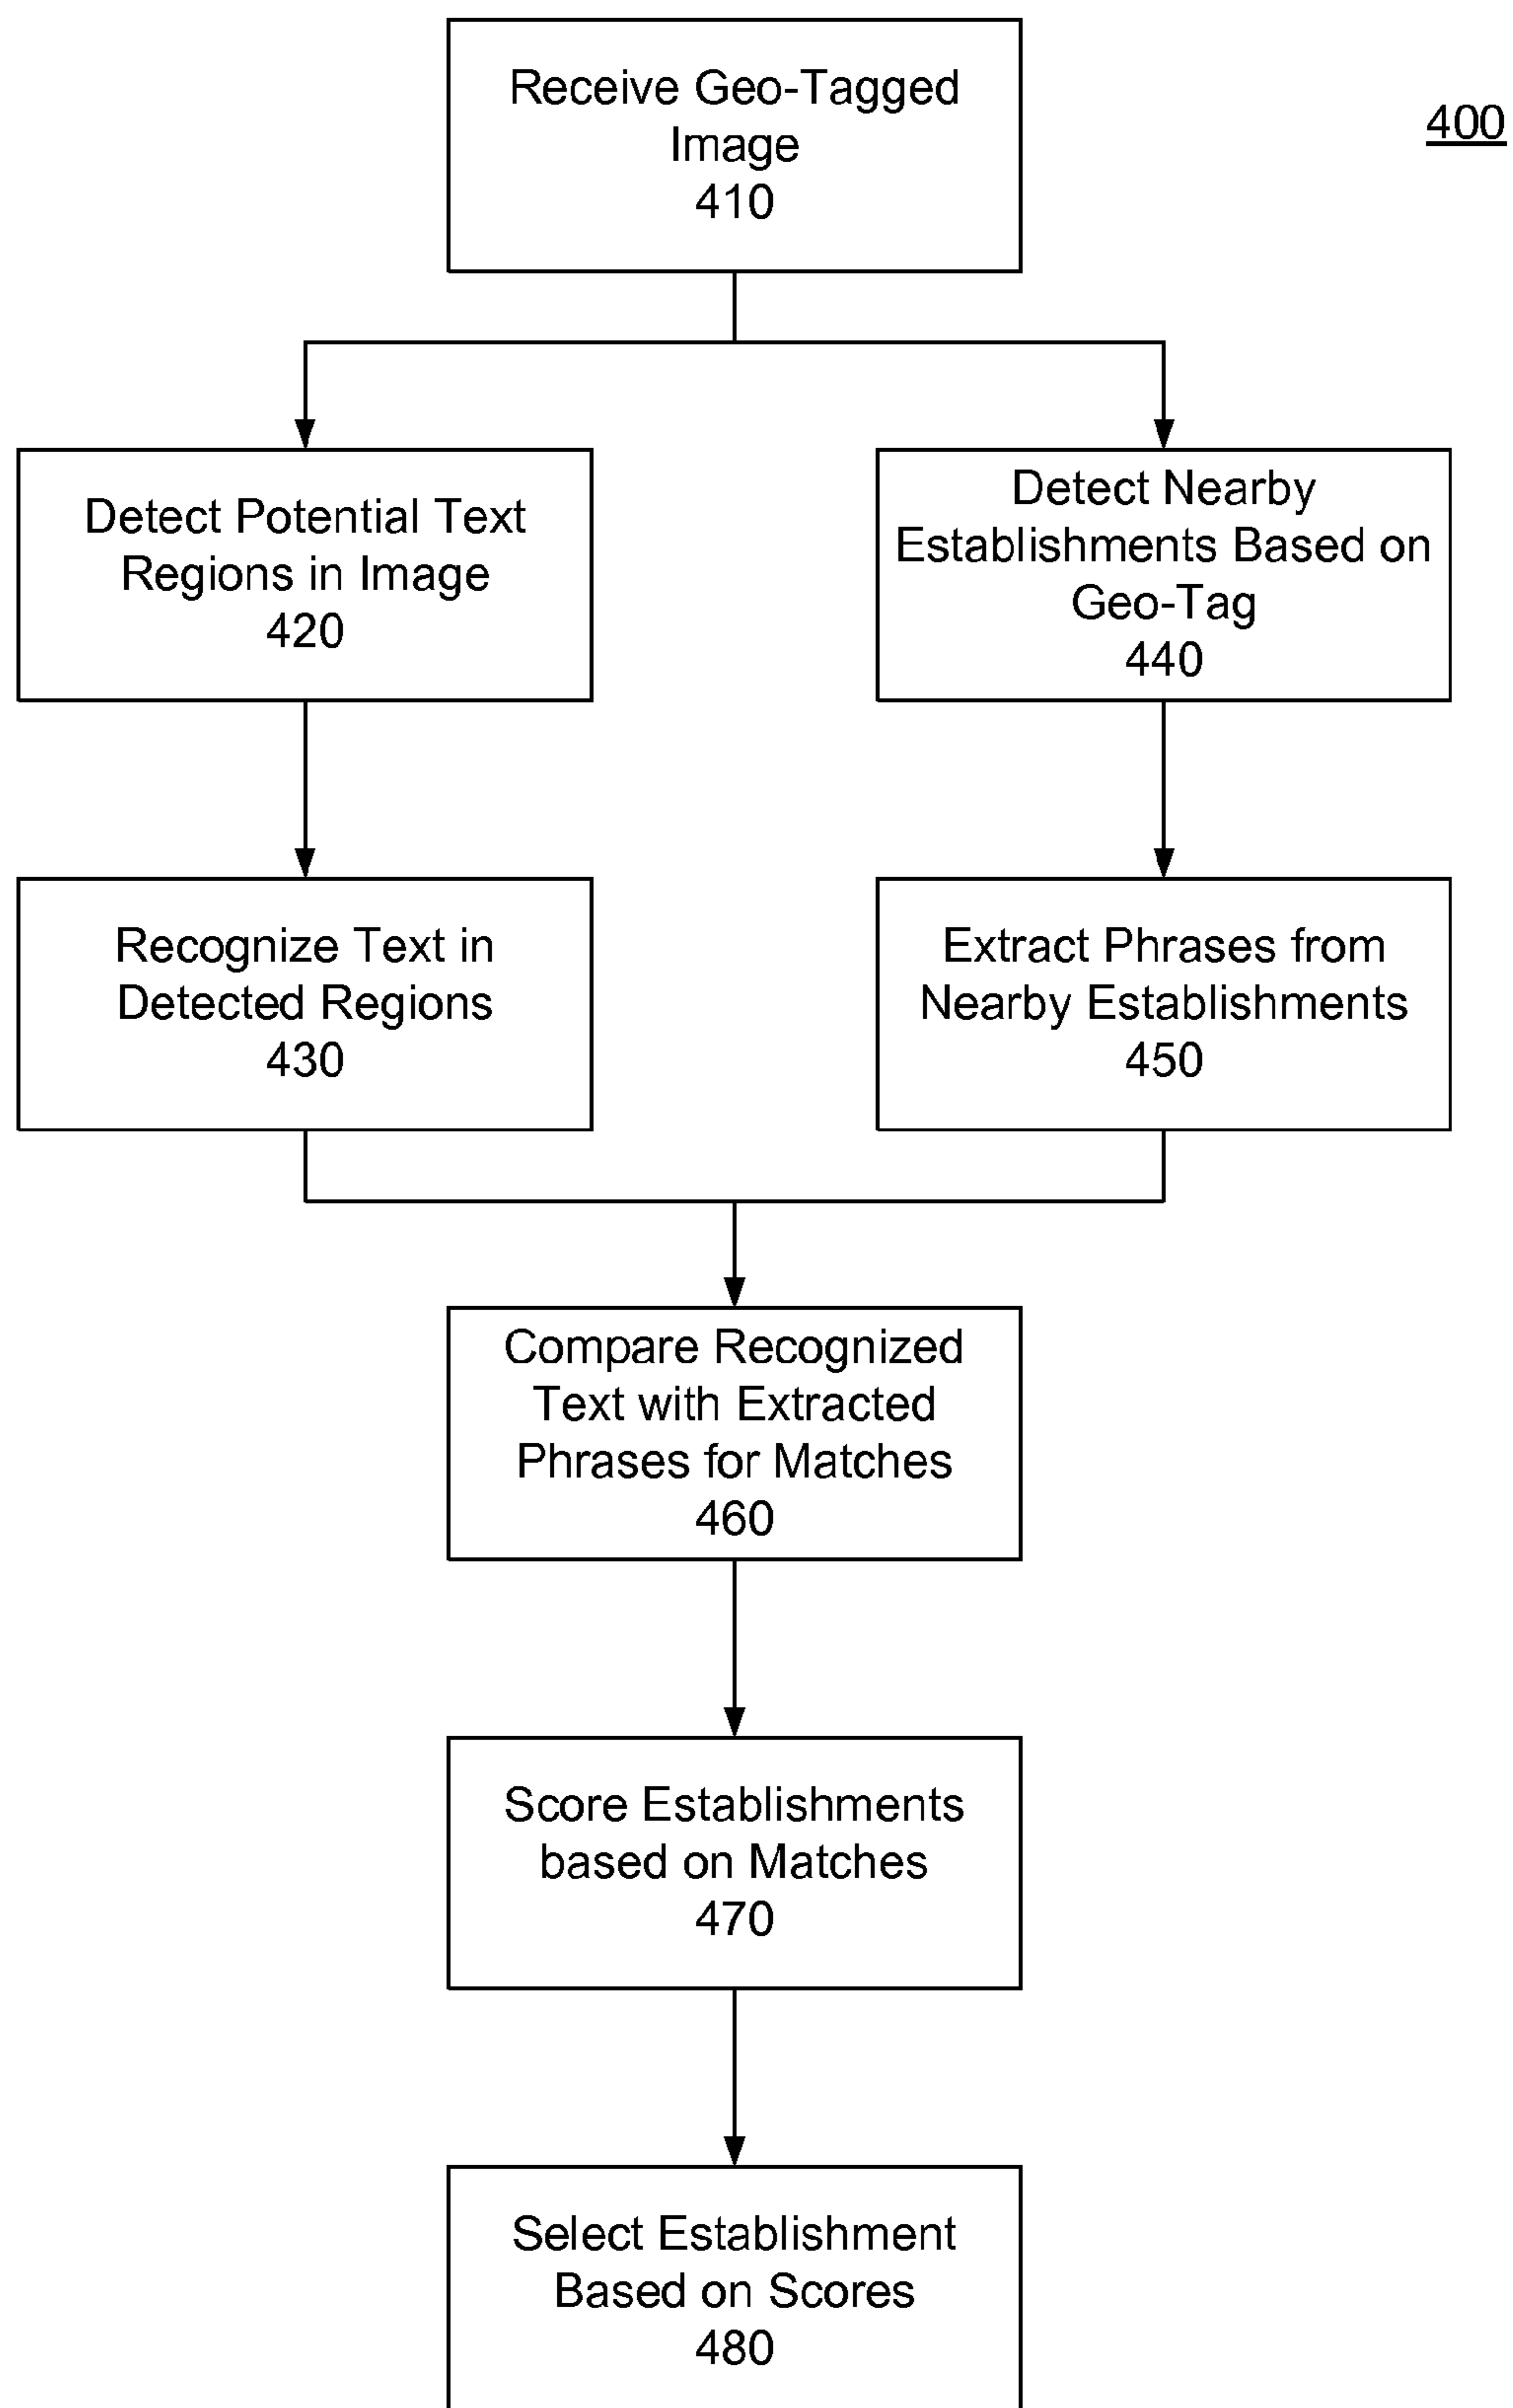 Receive Geo-Tagged
Image
410
400
Detect Potential Text
Regions in Image
420
Detect Nearby
Establishments Based on
Geo-Tag
440
Recognize Text in
Detected Regions
430
Extract Phrases from
Nearby Establishments
450
Compare Recognized
Text with Extracted
Phrases for Matches
460
Score Establishments
based on Matches
470
Select Establishment
Based on Scores
480